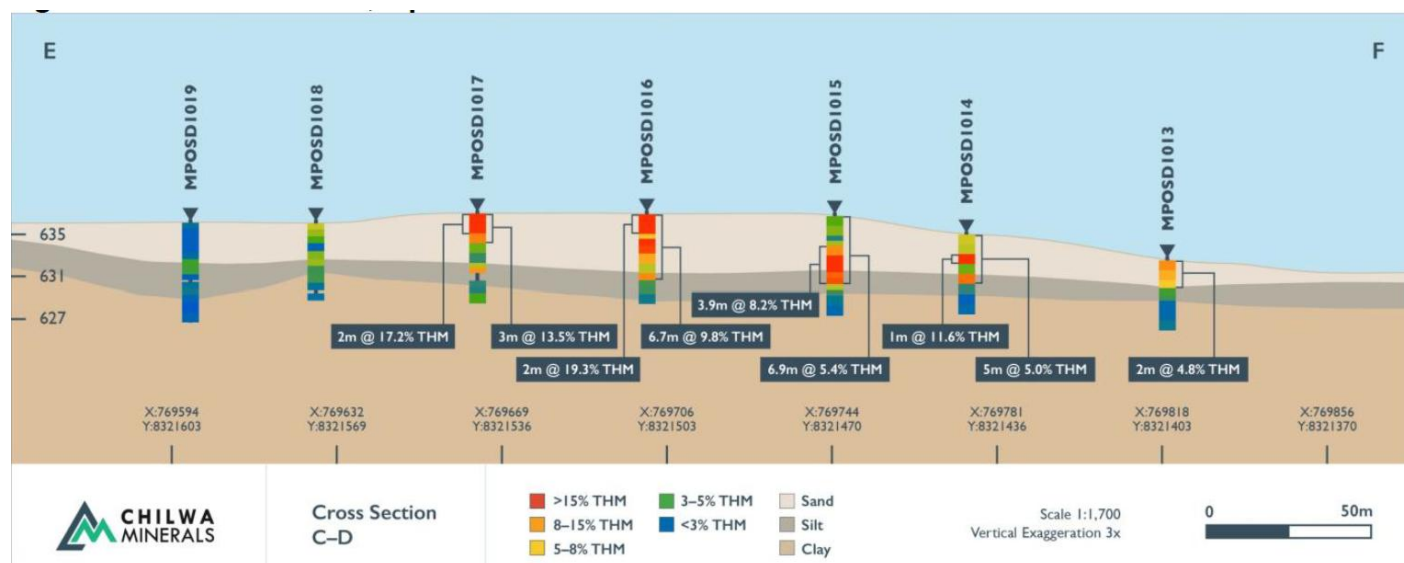 E
F
MPOSD1019
MPOSD1018
MPOSD1017
MPOSD1016
MPOSD1015
MPOSD1014
MPOSD1013
635
631
627
3.9m @ 8.2% THM
2m @ 17.2% THM
3m @ 13.5% THM
6.7m @ 9.8% THM
1m @ 11.6% THM
2m @ 19.3% THM
6.9m @ 5.4% THM
5m @ 5.0% THM
2m @ 4.8% THM
X:769594
Y:8321603
X:769632
Y:8321569
X:769669
Y:8321536
X:769706
Y:8321503
X:769744
Y:8321470
X:769781
Y:8321436
X:769818
Y:8321403
X:769856
Y:8321370
CHILWA
MINERALS
Cross Section
C–D
>15% THM
8–15% THM
5–8% THM
3–5% THM
<3% THM
Sand
Silt
Clay
Scale 1:1,700
Vertical Exaggeration 3x
0
50m